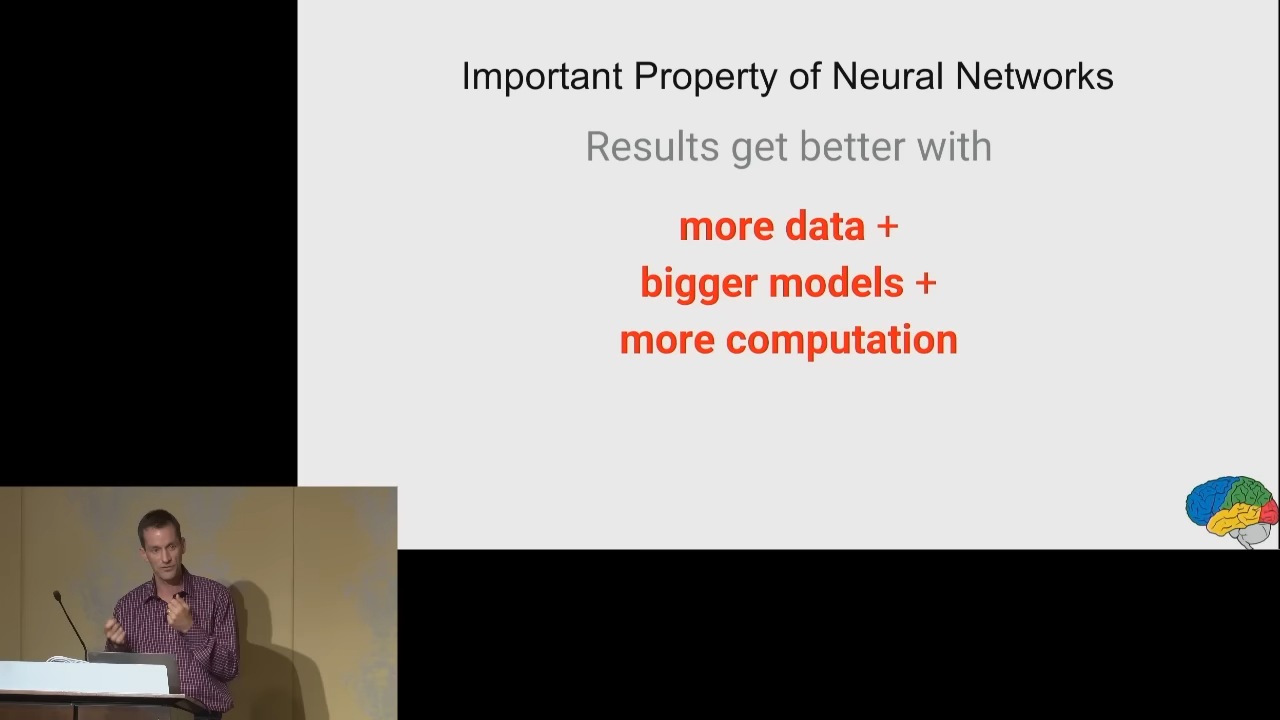 Important Property of Neural Networks
Results get better with
more data +
bigger models +
more computation